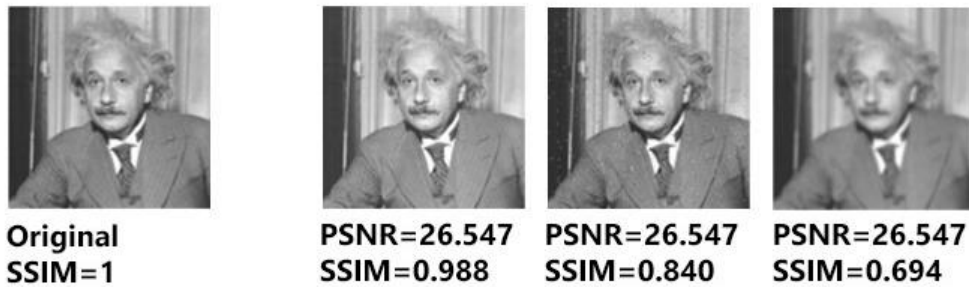 Original
SSIM=1
PSNR=26.547
SSIM=0.988
PSNR=26.547
SSIM=0.840
PSNR=26.547
SSIM=0.694